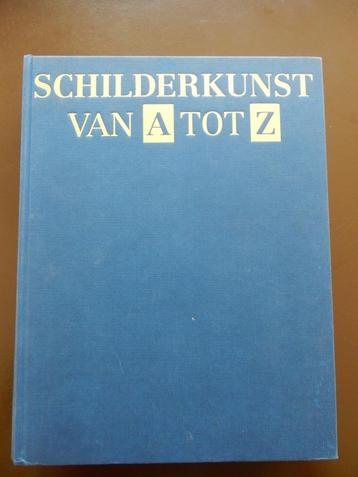 SCHILDERKUNST
VAN A TOT Z